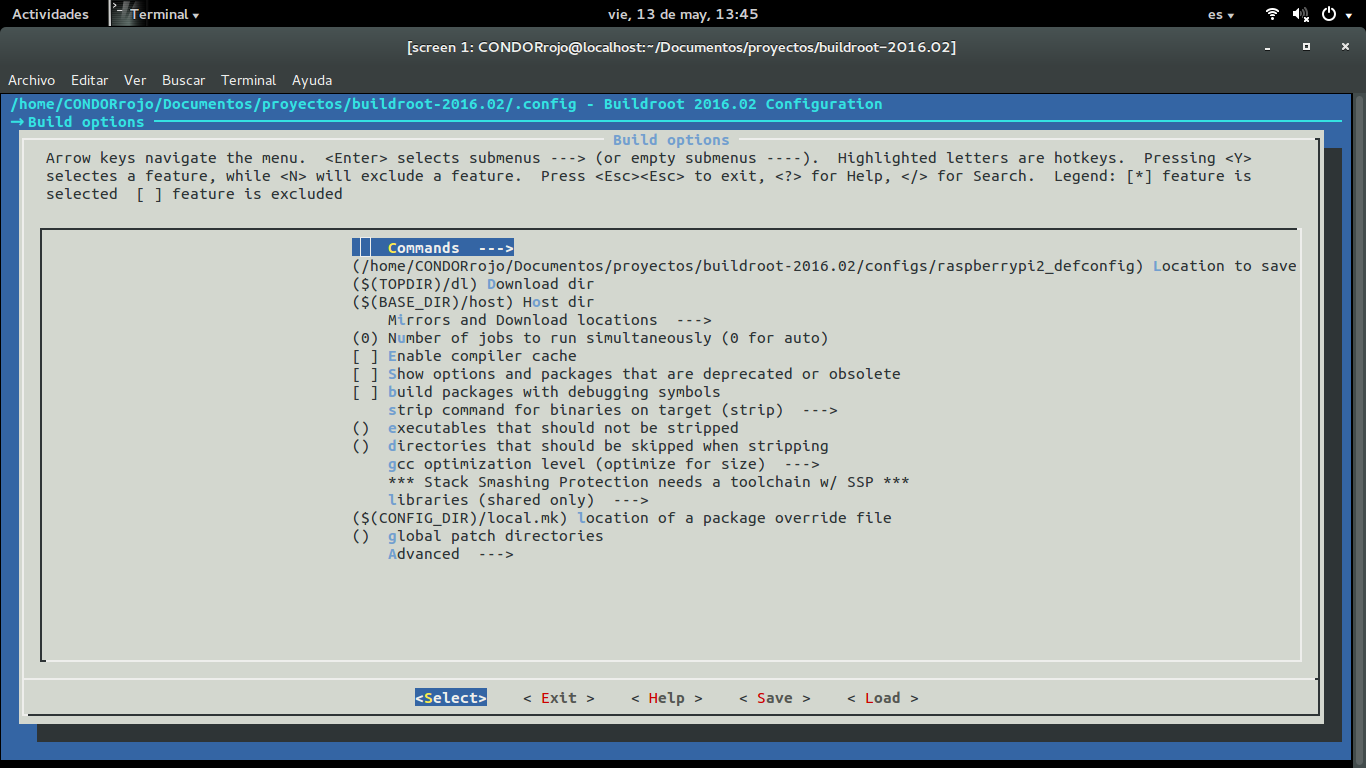 Actividades
Terminal
vie, 13 de may, 13:45
es
[screen 1: CONDORrojo@localhost:~/Documentos/proyectos/buildroot-2016.02]
Archivo Editar Ver Buscar Terminal Ayuda
/home/CONDORrojo/Documentos/proyectos/buildroot-2016.02/.config - Buildroot 2016.02 Configuration
→ Build options
Build options
Arrow keys navigate the menu.  <Enter> selects submenus ---> (or empty submenus ----).  Highlighted letters are hotkeys.  Pressing <Y>
selectes a feature, while <N> will exclude a feature.  Press <Esc><Esc> to exit, <?> for Help, </> for Search.  Legend: [*] feature is
selected  [ ] feature is excluded
Commands  --->
(/home/CONDORrojo/Documentos/proyectos/buildroot-2016.02/configs/raspberrypi2_defconfig) Location to save
($(TOPDIR)/dl) Download dir
($(BASE_DIR)/host) Host dir
Mirrors and Download locations  --->
(0) Number of jobs to run simultaneously (0 for auto)
[ ] Enable compiler cache
[ ] Show options and packages that are deprecated or obsolete
[ ] build packages with debugging symbols
strip command for binaries on target (strip)  --->
()  executables that should not be stripped
()  directories that should be skipped when stripping
gcc optimization level (optimize for size)  --->
*** Stack Smashing Protection needs a toolchain w/ SSP ***
libraries (shared only)  --->
($(CONFIG_DIR)/local.mk) location of a package override file
()  global patch directories
Advanced  --->
<Select>    < Exit >    < Help >    < Save >    < Load >